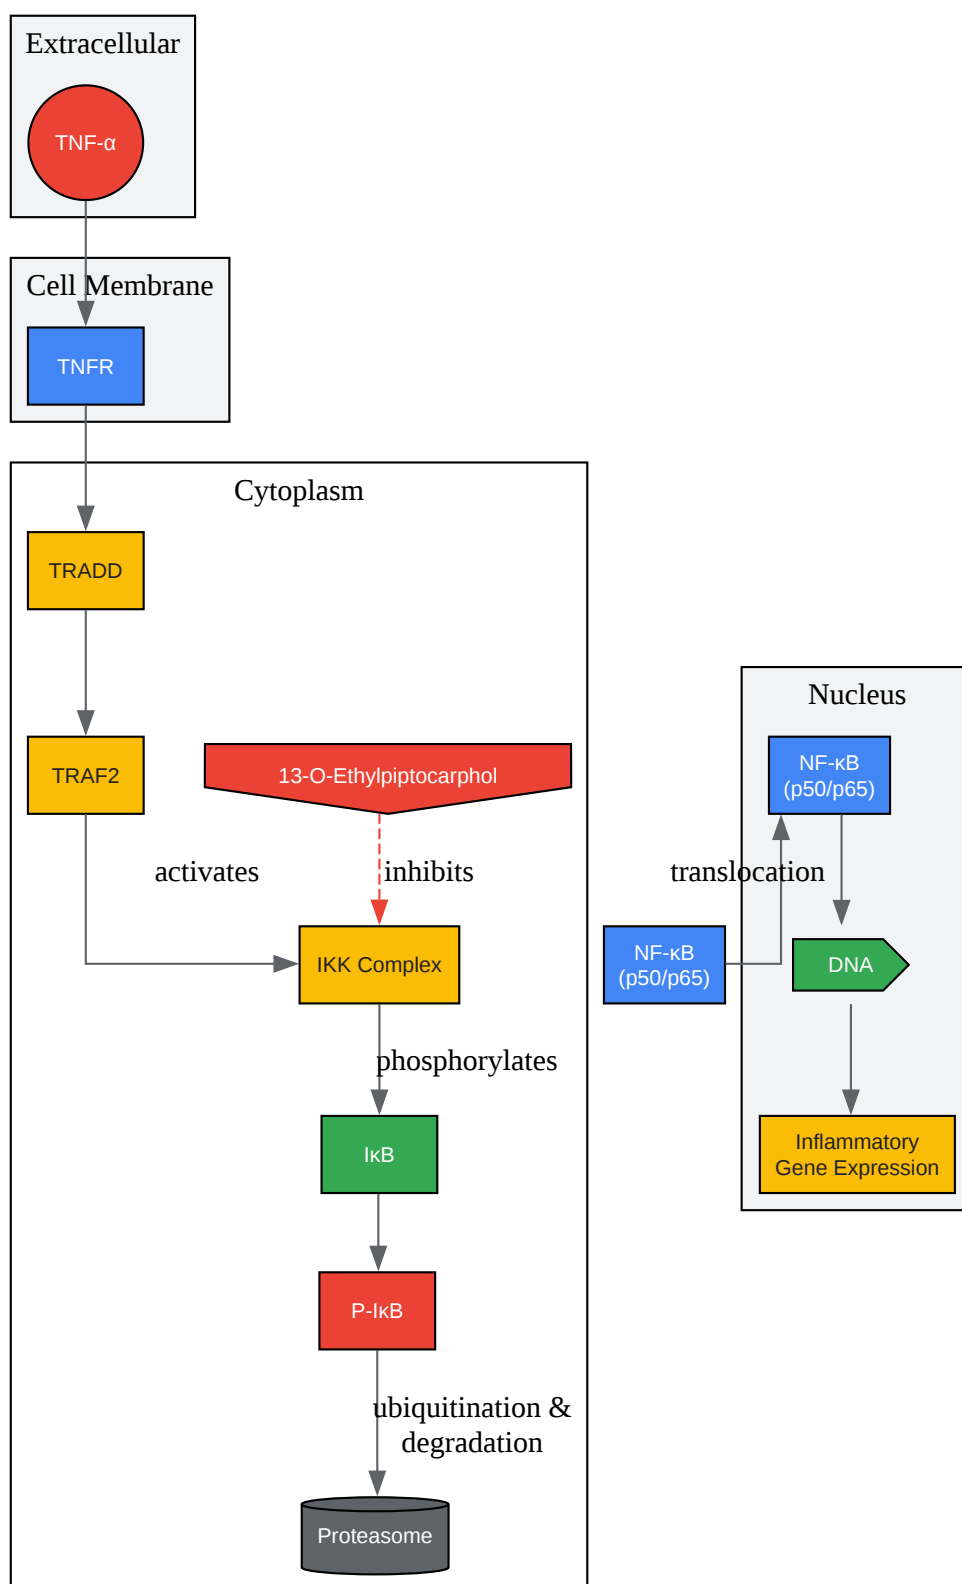 Extracellular
TNF-α
Cell Membrane
TNFR
Cytoplasm
TRADD
TRAF2
13-O-Ethylpiptocarphol
activates
inhibits
IKK Complex
phosphorylates
IκB
P-IκB
ubiquitination &
degradation
Proteasome
NF-κB
(p50/p65)
translocation
Nucleus
NF-κB
(p50/p65)
DNA
Inflammatory
Gene Expression